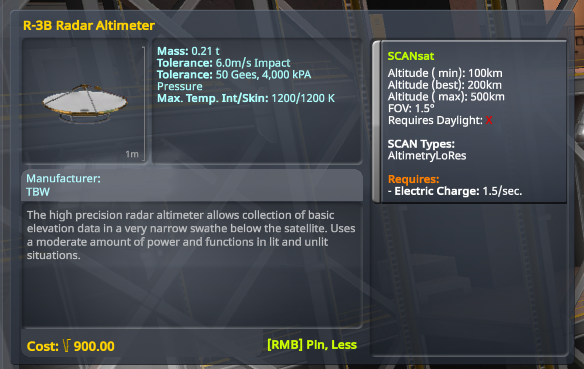 R-3B Radar Altimeter
Mass: 0.21 t
Tolerance: 6.0m/s Impact
Tolerance: 50 Gees, 4,000 kPa
Pressure
Max. Temp. Int/Skin: 1200/1200 K
1m
Manufacturer:
TBW
The high precision radar altimeter allows collection of basic
elevation data in a very narrow swathe below the satellite. Uses
a moderate amount of power and functions in lit and unlit
situations.
Cost: 900.00
[RMB] Pin, Less
SCANsat
Altitude ( min): 100km
Altitude (best): 200km
Altitude ( max): 500km
FOV: 1.5°
Requires Daylight: X
SCAN Types:
AltimetryLoRes
Requires:
- Electric Charge: 1.5/sec.